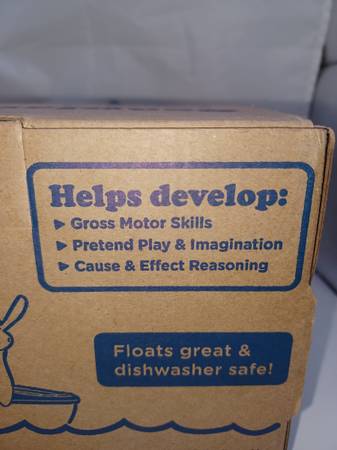 Helps develop:
▸ Gross Motor Skills
▸ Pretend Play & Imagination
▸ Cause & Effect Reasoning
Floats great &
dishwasher safe!